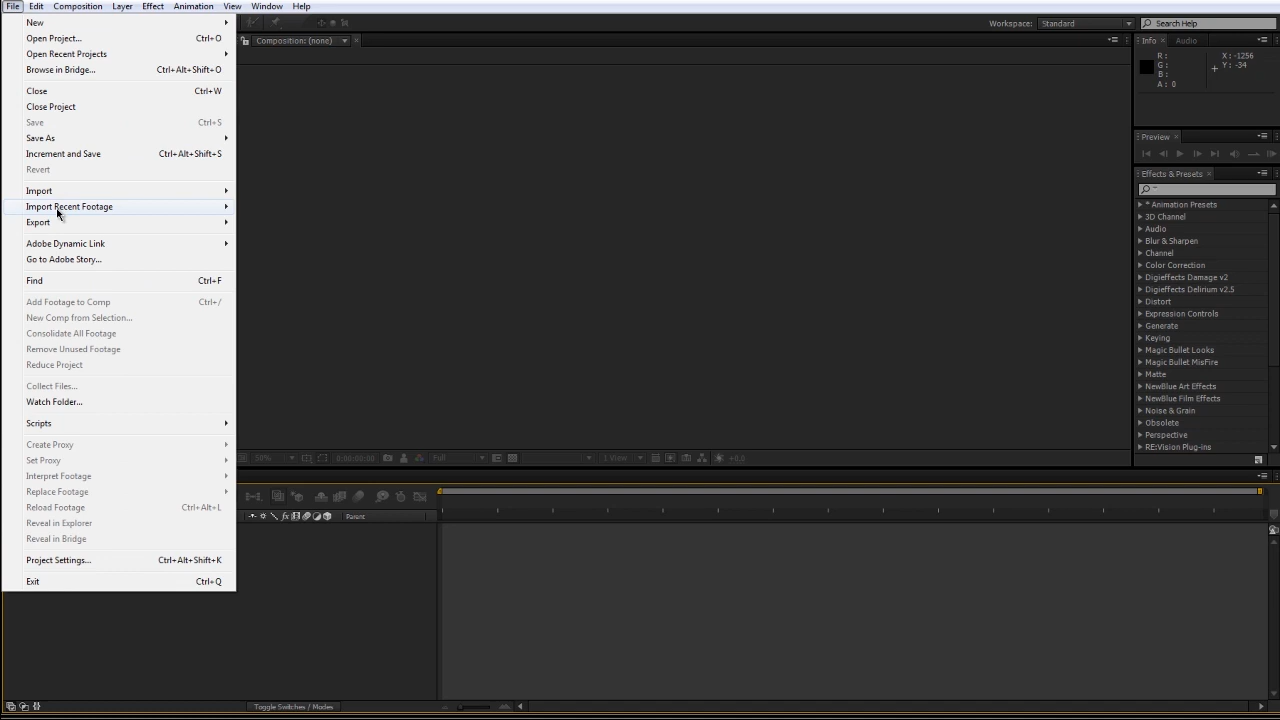 File Edit Composition Layer Effect Animation View Window Help
New
Open Project... Ctrl+O
Open Recent Projects
Browse in Bridge... Ctrl+Alt+Shift+O
Close Ctrl+W
Close Project
Save Ctrl+S
Save As
Increment and Save Ctrl+Alt+Shift+S
Revert
Import
Import Recent Footage
Export
Adobe Dynamic Link
Go to Adobe Story...
Find Ctrl+F
Add Footage to Comp Ctrl+/
New Comp from Selection...
Consolidate All Footage
Remove Unused Footage
Reduce Project
Collect Files...
Watch Folder...
Scripts
Create Proxy
Set Proxy
Interpret Footage
Replace Footage
Reload Footage Ctrl+Alt+L
Reveal in Explorer
Reveal in Bridge
Project Settings... Ctrl+Alt+Shift+K
Exit Ctrl+Q
Workspace: Standard
Search Help
Composition: (none)
Info Audio
R : X: -1256
G : Y: -34
B :
A : 0
Preview
Effects & Presets
* Animation Presets
3D Channel
Audio
Blur & Sharpen
Channel
Color Correction
Digieffects Damage v2
Digieffects Delirium v2.5
Distort
Expression Controls
Generate
Keying
Magic Bullet Looks
Magic Bullet MisFire
Matte
NewBlue Art Effects
NewBlue Film Effects
Noise & Grain
Obsolete
Perspective
RE:Vision Plug-ins
50% 0:00:00:00 Full 1 View +0.0
fx Parent
Toggle Switches / Modes